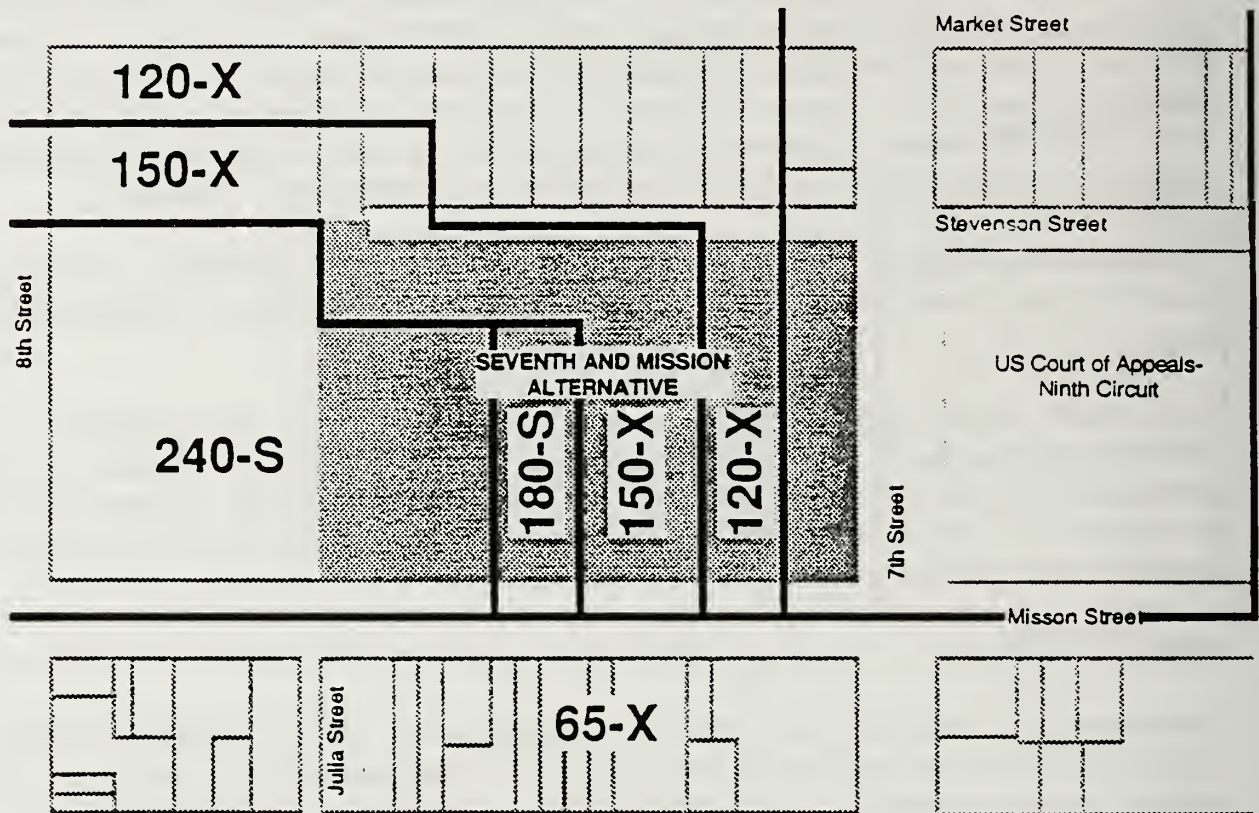 Market Street
120-X
150-X
Stevenson Street
8th Street
SEVENTH AND MISSION
ALTERNATIVE
US Court of Appeals-
Ninth Circuit
240-S
180-S
150-X
120-X
7th Street
Misson Street
Julia Street
65-X